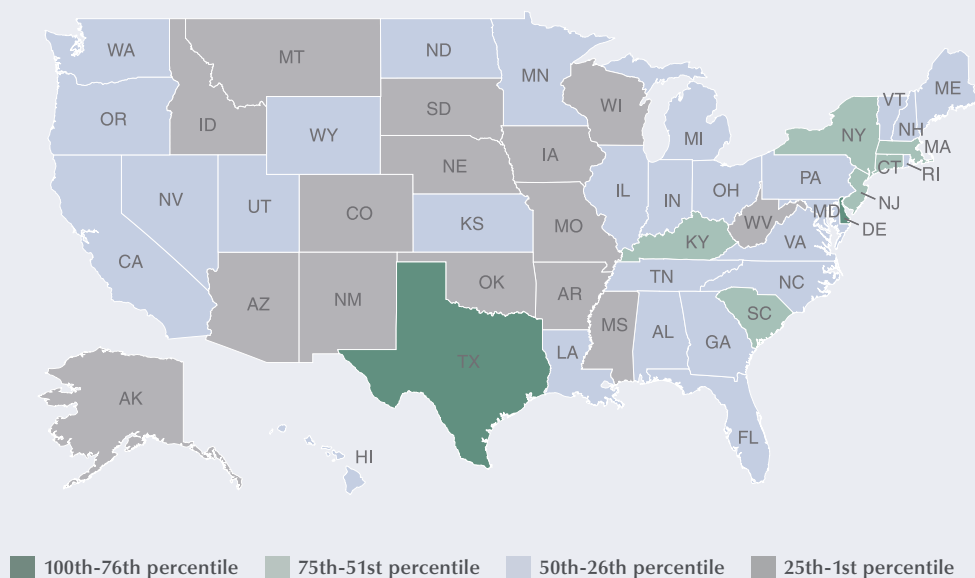 WA
MT
ND
MN
ME
OR
ID
SD
WI
VT
NH
WY
MI
NY
MA
IA
CT
RI
NE
NV
UT
CO
KS
IL
IN
OH
PA
NJ
MO
WV
MD
DE
KY
VA
CA
TN
NC
AZ
NM
OK
AR
SC
MS
AL
GA
LA
TX
AK
FL
HI
100th-76th percentile
75th-51st percentile
50th-26th percentile
25th-1st percentile